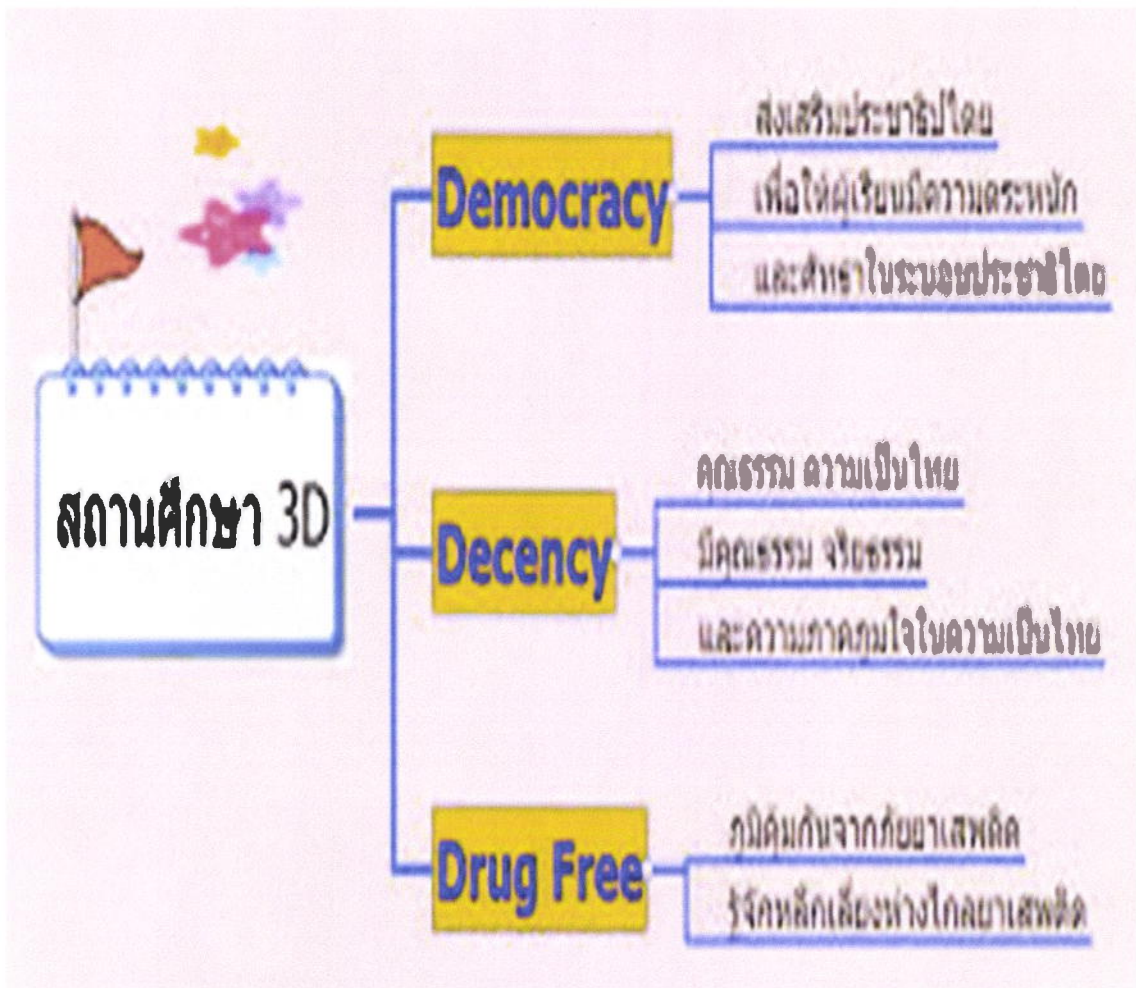 สถานศึกษา 3D
Democracy
ส่งเสริมประชาธิปไตย
เพื่อให้ผู้เรียนมีความตระหนัก
และศัทธาในระบอบประชาธิไตย
Decency
คุณธรรม ความเป็นไทย
มีคุณธรรม จริยธรรม
และความภาคภูมใจในความเป็นไทย
Drug Free
ภูมิคุ้มกันจากภัยยาเสพติด
รู้จักหลีกเลี่ยงห่างไกลยาเสพติด